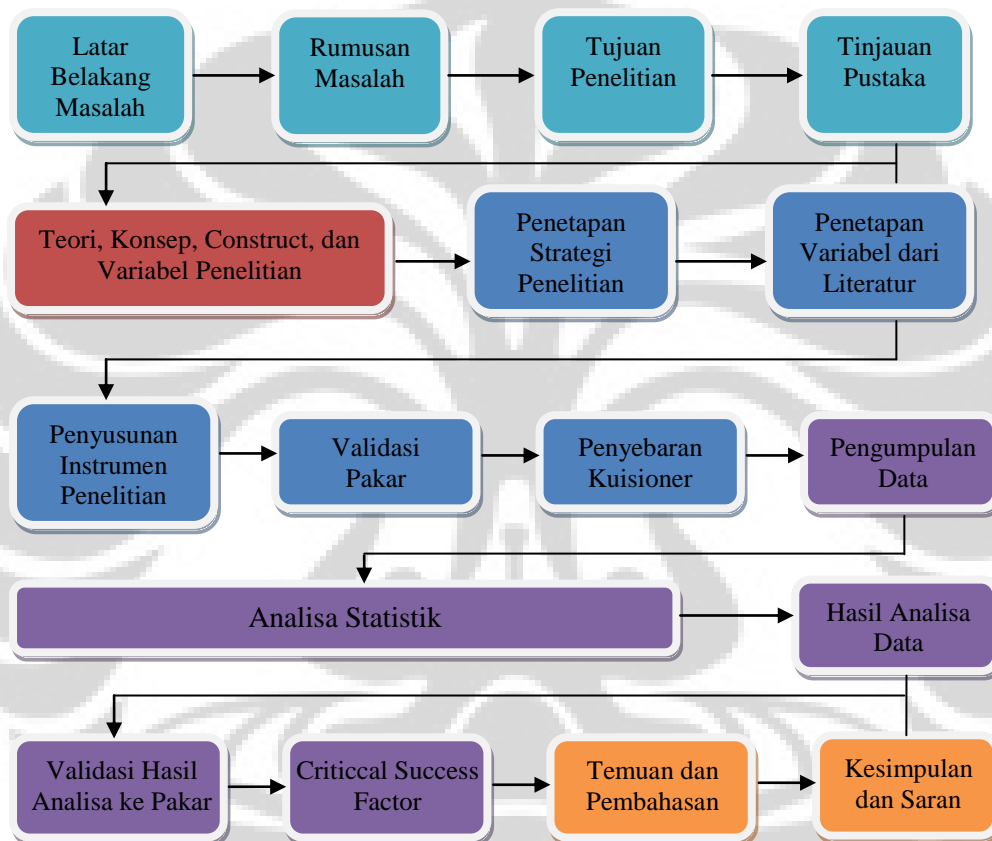 Latar
Belakang
Masalah
Rumusan
Masalah
Tujuan
Penelitian
Tinjauan
Pustaka
Teori, Konsep, Construct, dan
Variabel Penelitian
Penetapan
Strategi
Penelitian
Penetapan
Variabel dari
Literatur
Penyusunan
Instrumen
Penelitian
Validasi
Pakar
Penyebaran
Kuisioner
Pengumpulan
Data
Analisa Statistik
Hasil Analisa
Data
Validasi Hasil
Analisa ke Pakar
Criticcal Success
Factor
Temuan dan
Pembahasan
Kesimpulan
dan Saran